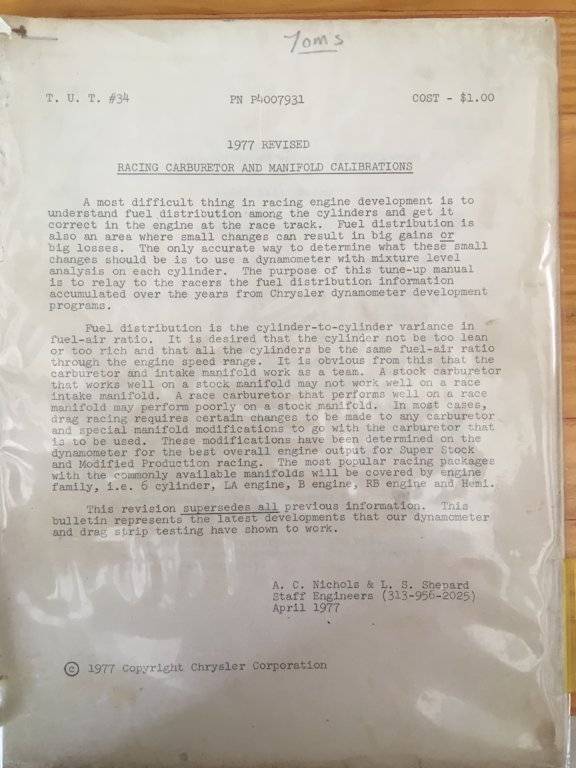 Toms
T. U. T. #34 PN P4007931 COST - $1.00
1977 REVISED
RACING CARBURETOR AND MANIFOLD CALIBRATIONS
A most difficult thing in racing engine development is to
understand fuel distribution among the cylinders and get it
correct in the engine at the race track. Fuel distribution is
also an area where small changes can result in big gains or
big losses. The only accurate way to determine what these small
changes should be is to use a dynamometer with mixture level
analysis on each cylinder. The purpose of this tune-up manual
is to relay to the racers the fuel distribution information
accumulated over the years from Chrysler dynamometer development
programs.
Fuel distribution is the cylinder-to-cylinder variance in
fuel-air ratio. It is desired that the cylinder not be too lean
or too rich and that all the cylinders be the same fuel-air ratio
through the engine speed range. It is obvious from this that the
carburetor and intake manifold work as a team. A stock carburetor
that works well on a stock manifold may not work well on a race
intake manifold. A race carburetor that performs well on a race
manifold may perform poorly on a stock manifold. In most cases,
drag racing requires certain changes to be made to any carburetor
and special manifold modifications to go with the carburetor that
is to be used. These modifications have been determined on the
dynamometer for the best overall engine output for Super Stock
and Modified Production racing. The most popular racing packages
with the commonly available manifolds will be covered by engine
family, i.e. 6 cylinder, LA engine, B engine, RB engine and Hemi.
This revision supersedes all previous information. This
bulletin represents the latest developments that our dynamometer
and drag strip testing have shown to work.
A. C. Nichols & L. S. Shepard
Staff Engineers (313-956-2025)
April 1977
© 1977 Copyright Chrysler Corporation